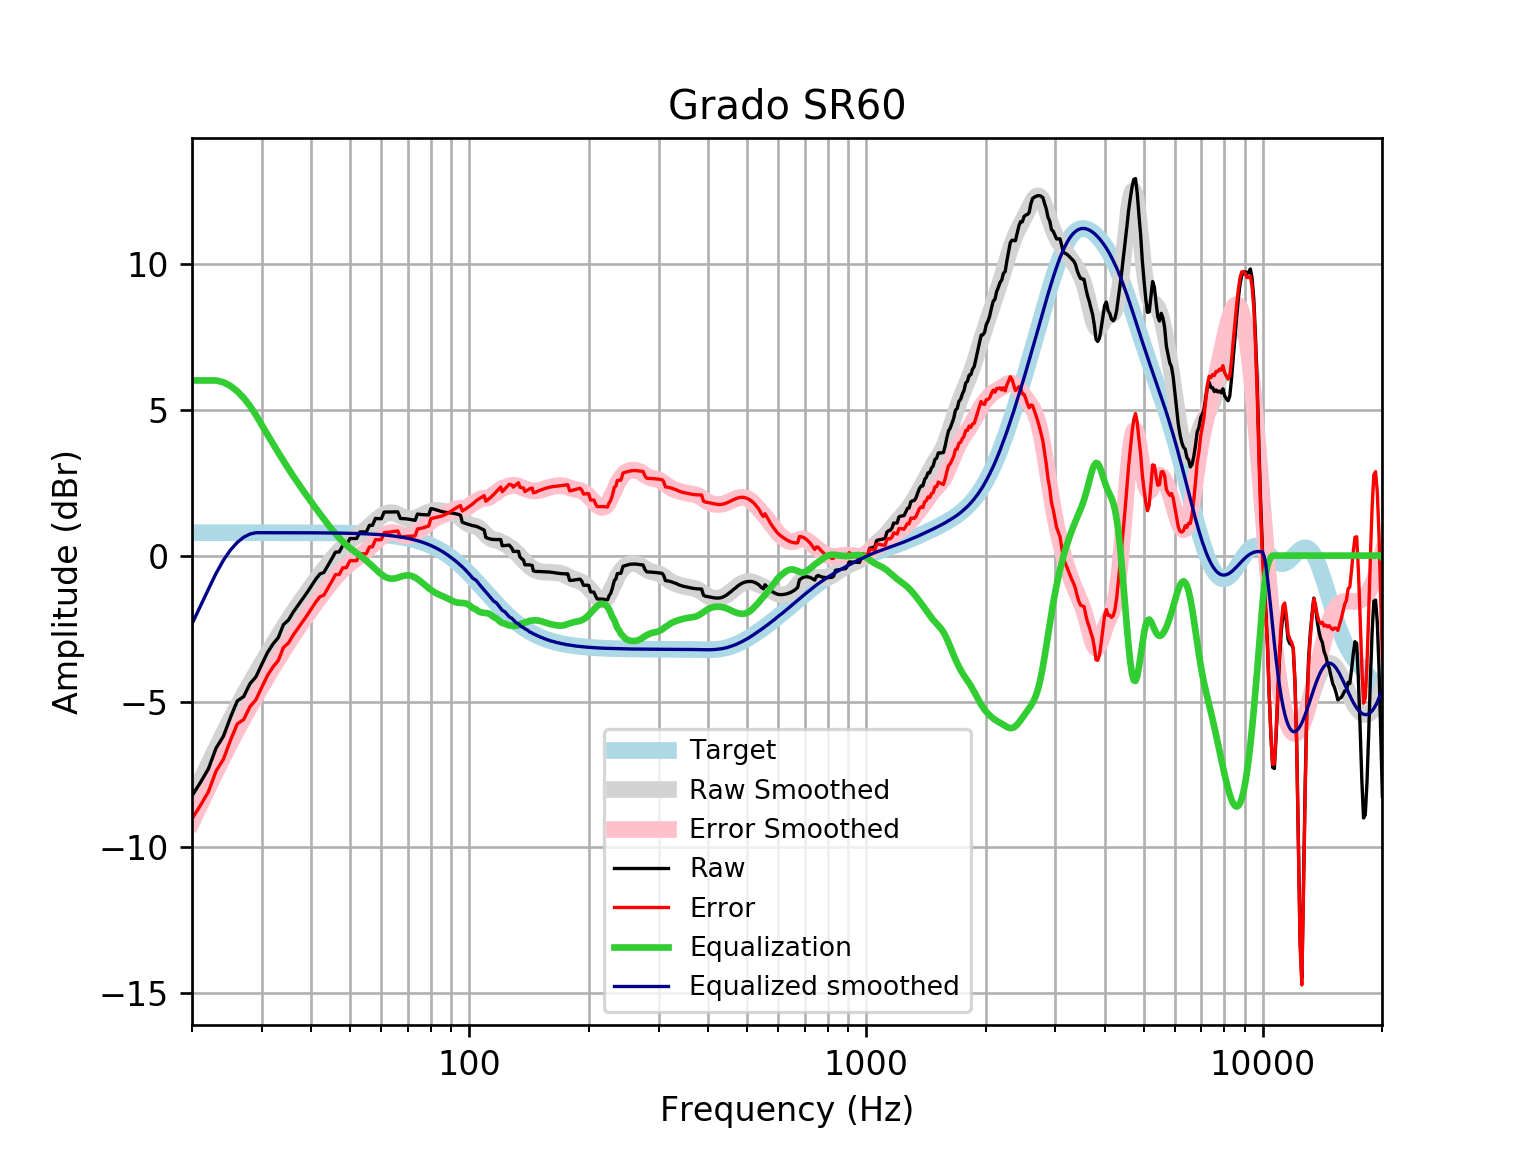 Grado SR60
Amplitude (dBr)
10
5
0
−5
−10
−15
Target
Raw Smoothed
Error Smoothed
Raw
Error
Equalization
Equalized smoothed
100 1000 10000
Frequency (Hz)